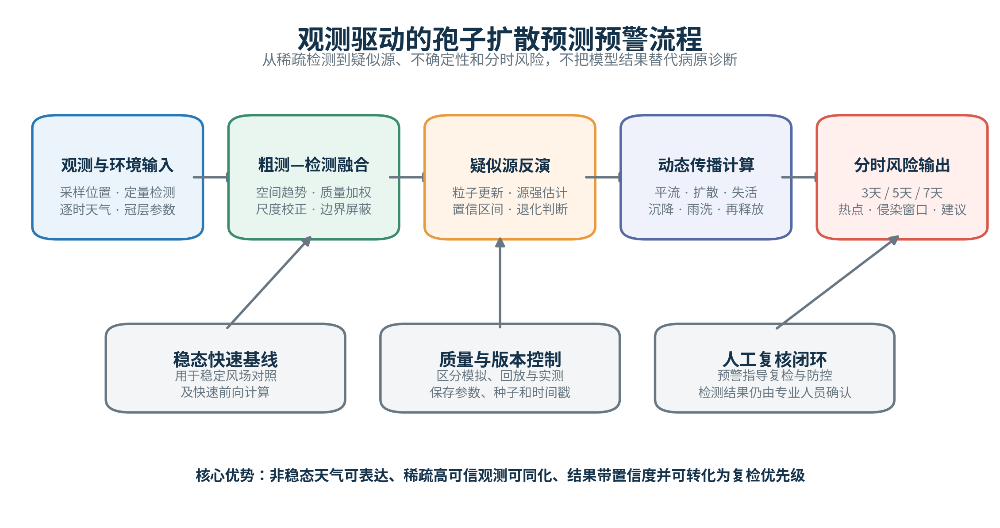 观测驱动的孢子扩散预测预警流程
从稀疏检测到疑似源、不确定性和分时风险，不把模型结果替代病原诊断
观测与环境输入
采样位置 · 定量检测
逐时天气 · 冠层参数
粗测—检测融合
空间趋势 · 质量加权
尺度校正 · 边界屏蔽
疑似源反演
粒子更新 · 源强估计
置信区间 · 退化判断
动态传播计算
平流 · 扩散 · 失活
沉降 · 雨洗 · 再释放
分时风险输出
3天 / 5天 / 7天
热点 · 侵染窗口 · 建议
稳态快速基线
用于稳定风场对照
及快速前向计算
质量与版本控制
区分模拟、回放与实测
保存参数、种子和时间戳
人工复核闭环
预警指导复检与防控
检测结果仍由专业人员确认
核心优势：非稳态天气可表达、稀疏高可信观测可同化、结果带置信度并可转化为复检优先级